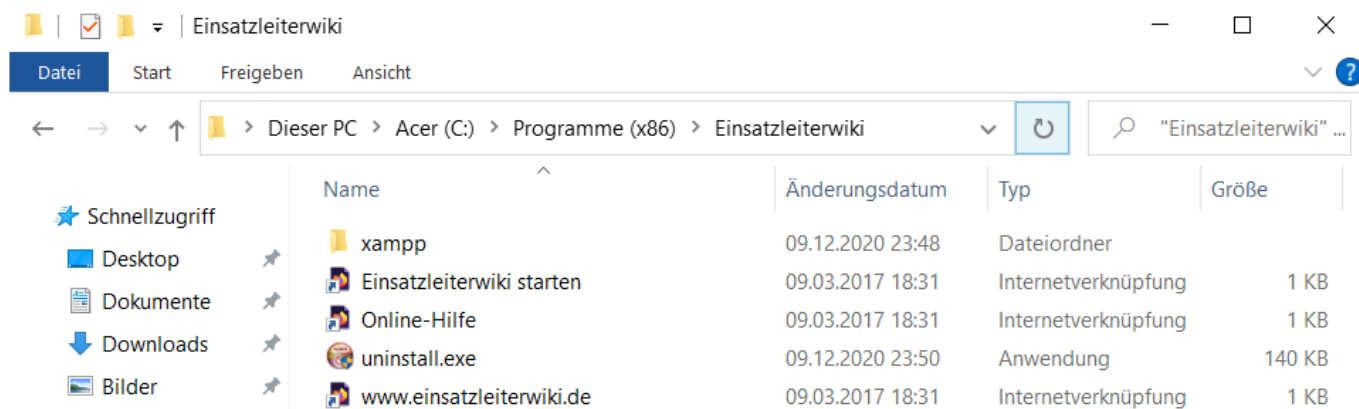 Einsatzleiterwiki
Datei Start Freigeben Ansicht ?
Dieser PC > Acer (C:) > Programme (x86) > Einsatzleiterwiki "Einsatzleiterwiki" ...
Name Änderungsdatum Typ Größe
Schnellzugriff
xampp 09.12.2020 23:48 Dateiordner
Desktop
Einsatzleiterwiki starten 09.03.2017 18:31 Internetverknüpfung 1 KB
Dokumente
Online-Hilfe 09.03.2017 18:31 Internetverknüpfung 1 KB
Downloads
uninstall.exe 09.12.2020 23:50 Anwendung 140 KB
Bilder
www.einsatzleiterwiki.de 09.03.2017 18:31 Internetverknüpfung 1 KB